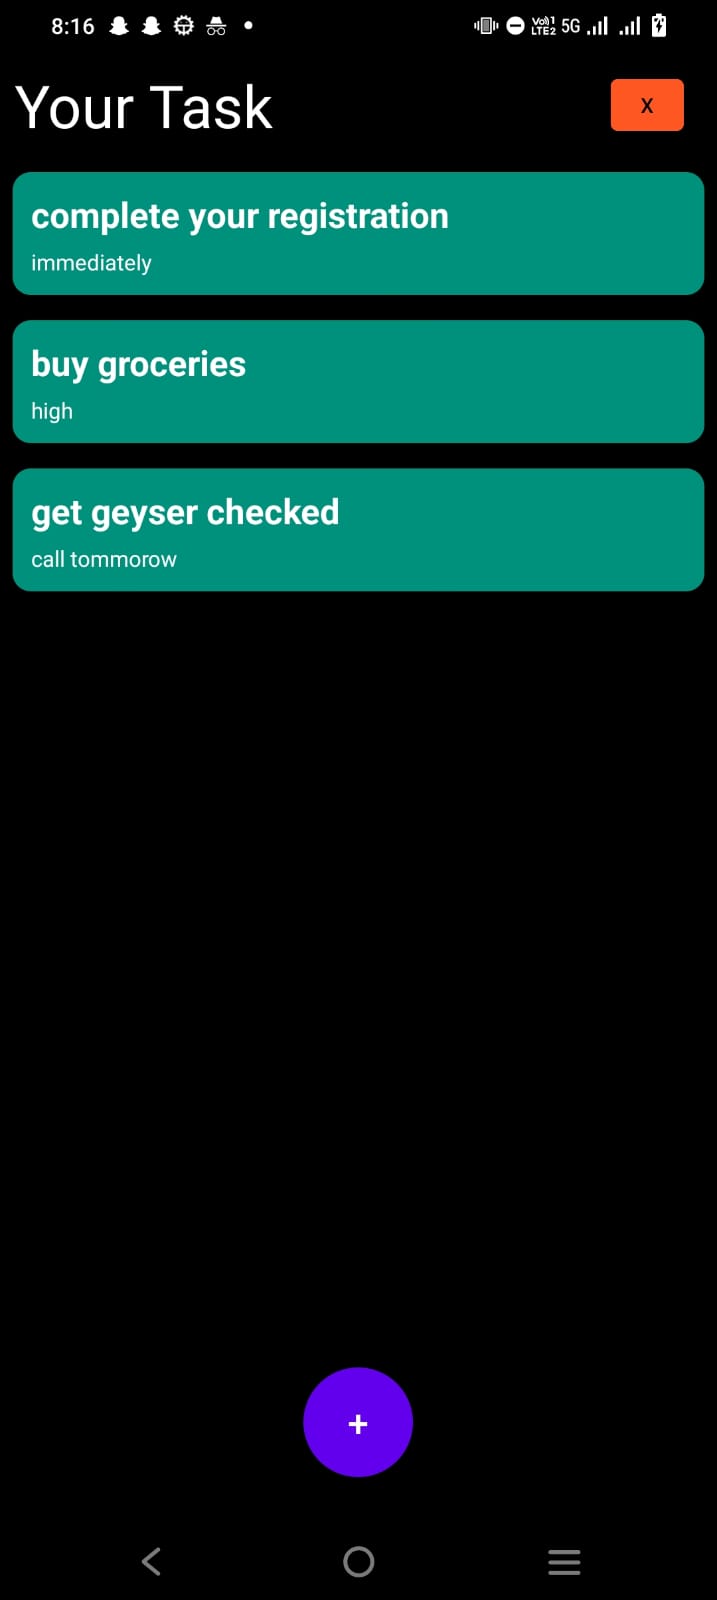 8:16
Vo))1
LTE2 5G
Your Task
X
complete your registration
immediately
buy groceries
high
get geyser checked
call tommorow
+